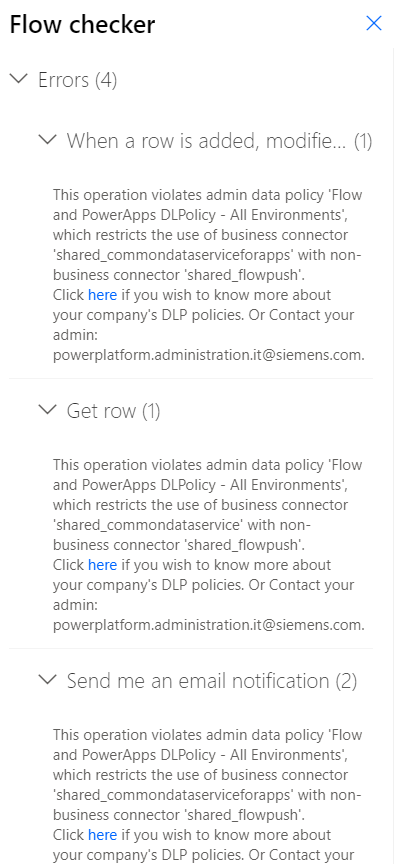 Flow checker
Errors (4)
When a row is added, modifie... (1)
This operation violates admin data policy 'Flow
and PowerApps DLPolicy - All Environments',
which restricts the use of business connector
'shared_commondataserviceforapps' with non-
business connector 'shared_flowpush'.
Click here if you wish to know more about
your company's DLP policies. Or Contact your
admin:
powerplatform.administration.it@siemens.com.
Get row (1)
This operation violates admin data policy 'Flow
and PowerApps DLPolicy - All Environments',
which restricts the use of business connector
'shared_commondataservice' with non-
business connector 'shared_flowpush'.
Click here if you wish to know more about
your company's DLP policies. Or Contact your
admin:
powerplatform.administration.it@siemens.com.
Send me an email notification (2)
This operation violates admin data policy 'Flow
and PowerApps DLPolicy - All Environments',
which restricts the use of business connector
'shared_commondataserviceforapps' with non-
business connector 'shared_flowpush'.
Click here if you wish to know more about
your company's DLP policies. Or Contact your